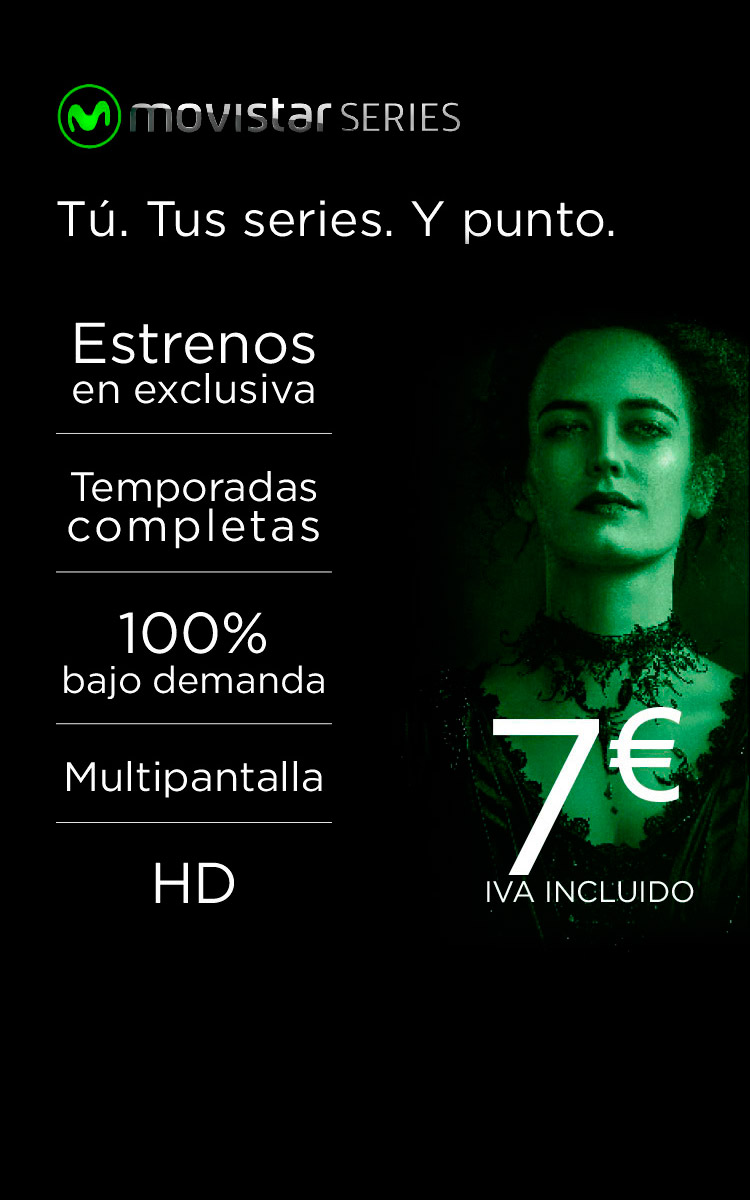 movistar SERIES
Tú. Tus series. Y punto.
Estrenos
en exclusiva
Temporadas
completas
100%
bajo demanda
Multipantalla
HD
7€
IVA INCLUIDO